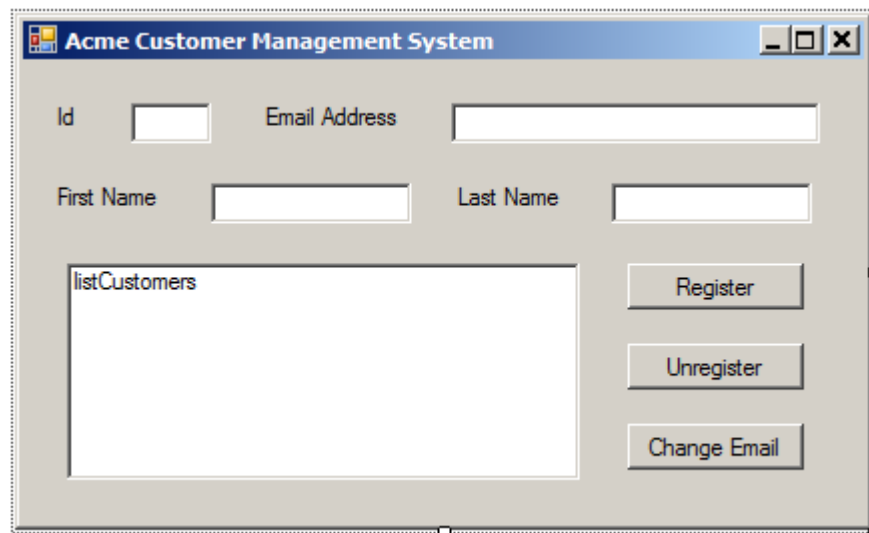 Acme Customer Management System
Id Email Address
First Name Last Name
listCustomers
Register
Unregister
Change Email